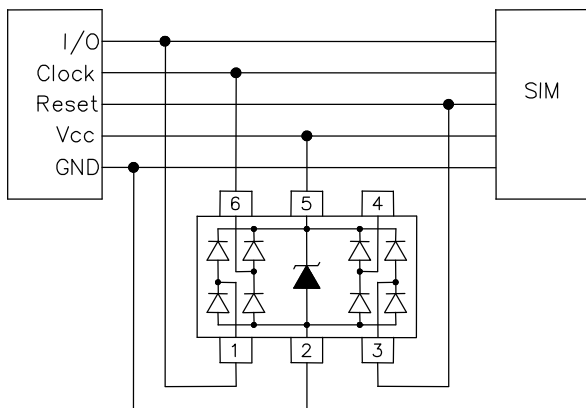 I/O
Clock
Reset
Vcc
GND
SIM
6 5 4
1 2 3